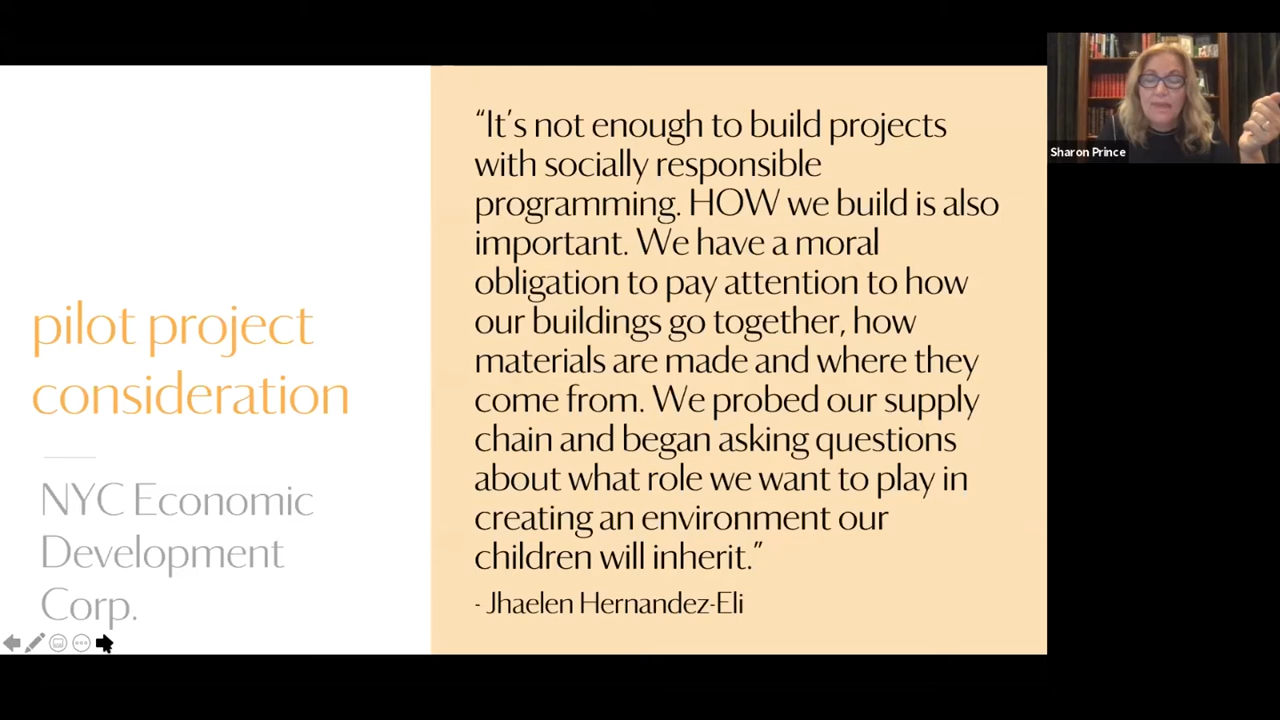 pilot project
consideration
NYC Economic
Development
Corp.
“It’s not enough to build projects
with socially responsible
programming. HOW we build is also
important. We have a moral
obligation to pay attention to how
our buildings go together, how
materials are made and where they
come from. We probed our supply
chain and began asking questions
about what role we want to play in
creating an environment our
children will inherit.”
- Jhaelen Hernandez-Eli
Sharon Prince